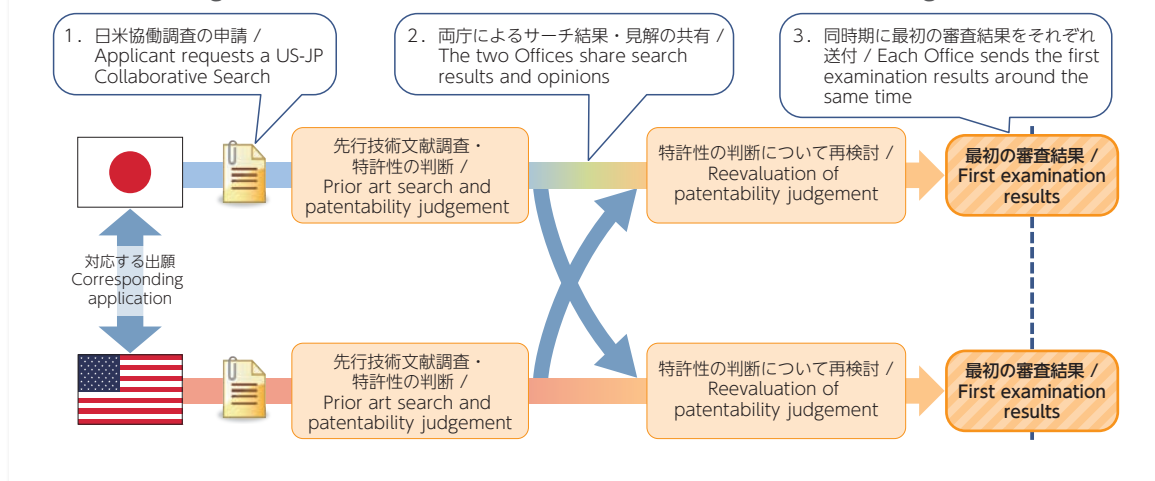 1．日米協働調査の申請 /
Applicant requests a US-JP
Collaborative Search
2．両庁によるサーチ結果・見解の共有 /
The two Offices share search
results and opinions
3．同時期に最初の審査結果をそれぞれ
送付 / Each Office sends the first
examination results around the
same time
先行技術文献調査・
特許性の判断 /
Prior art search and
patentability judgement
特許性の判断について再検討 /
Reevaluation of
patentability judgement
最初の審査結果 /
First examination
results
対応する出願
Corresponding
application
先行技術文献調査・
特許性の判断 /
Prior art search and
patentability judgement
特許性の判断について再検討 /
Reevaluation of
patentability judgement
最初の審査結果 /
First examination
results